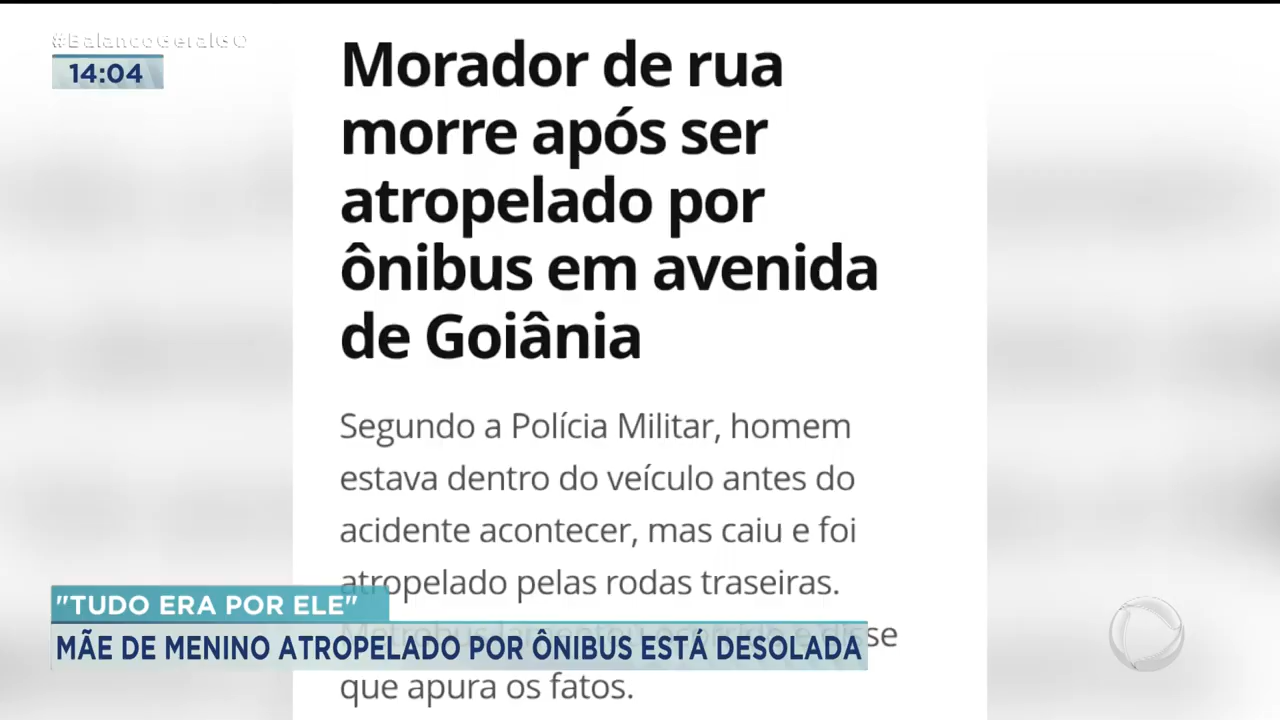 #BalancoGeralGO
14:04
Morador de rua
morre após ser
atropelado por
ônibus em avenida
de Goiânia
Segundo a Polícia Militar, homem
estava dentro do veículo antes do
acidente acontecer, mas caiu e foi
atropelado pelas rodas traseiras.
"TUDO ERA POR ELE"
MÃE DE MENINO ATROPELADO POR ÔNIBUS ESTÁ DESOLADA
que apura os fatos.